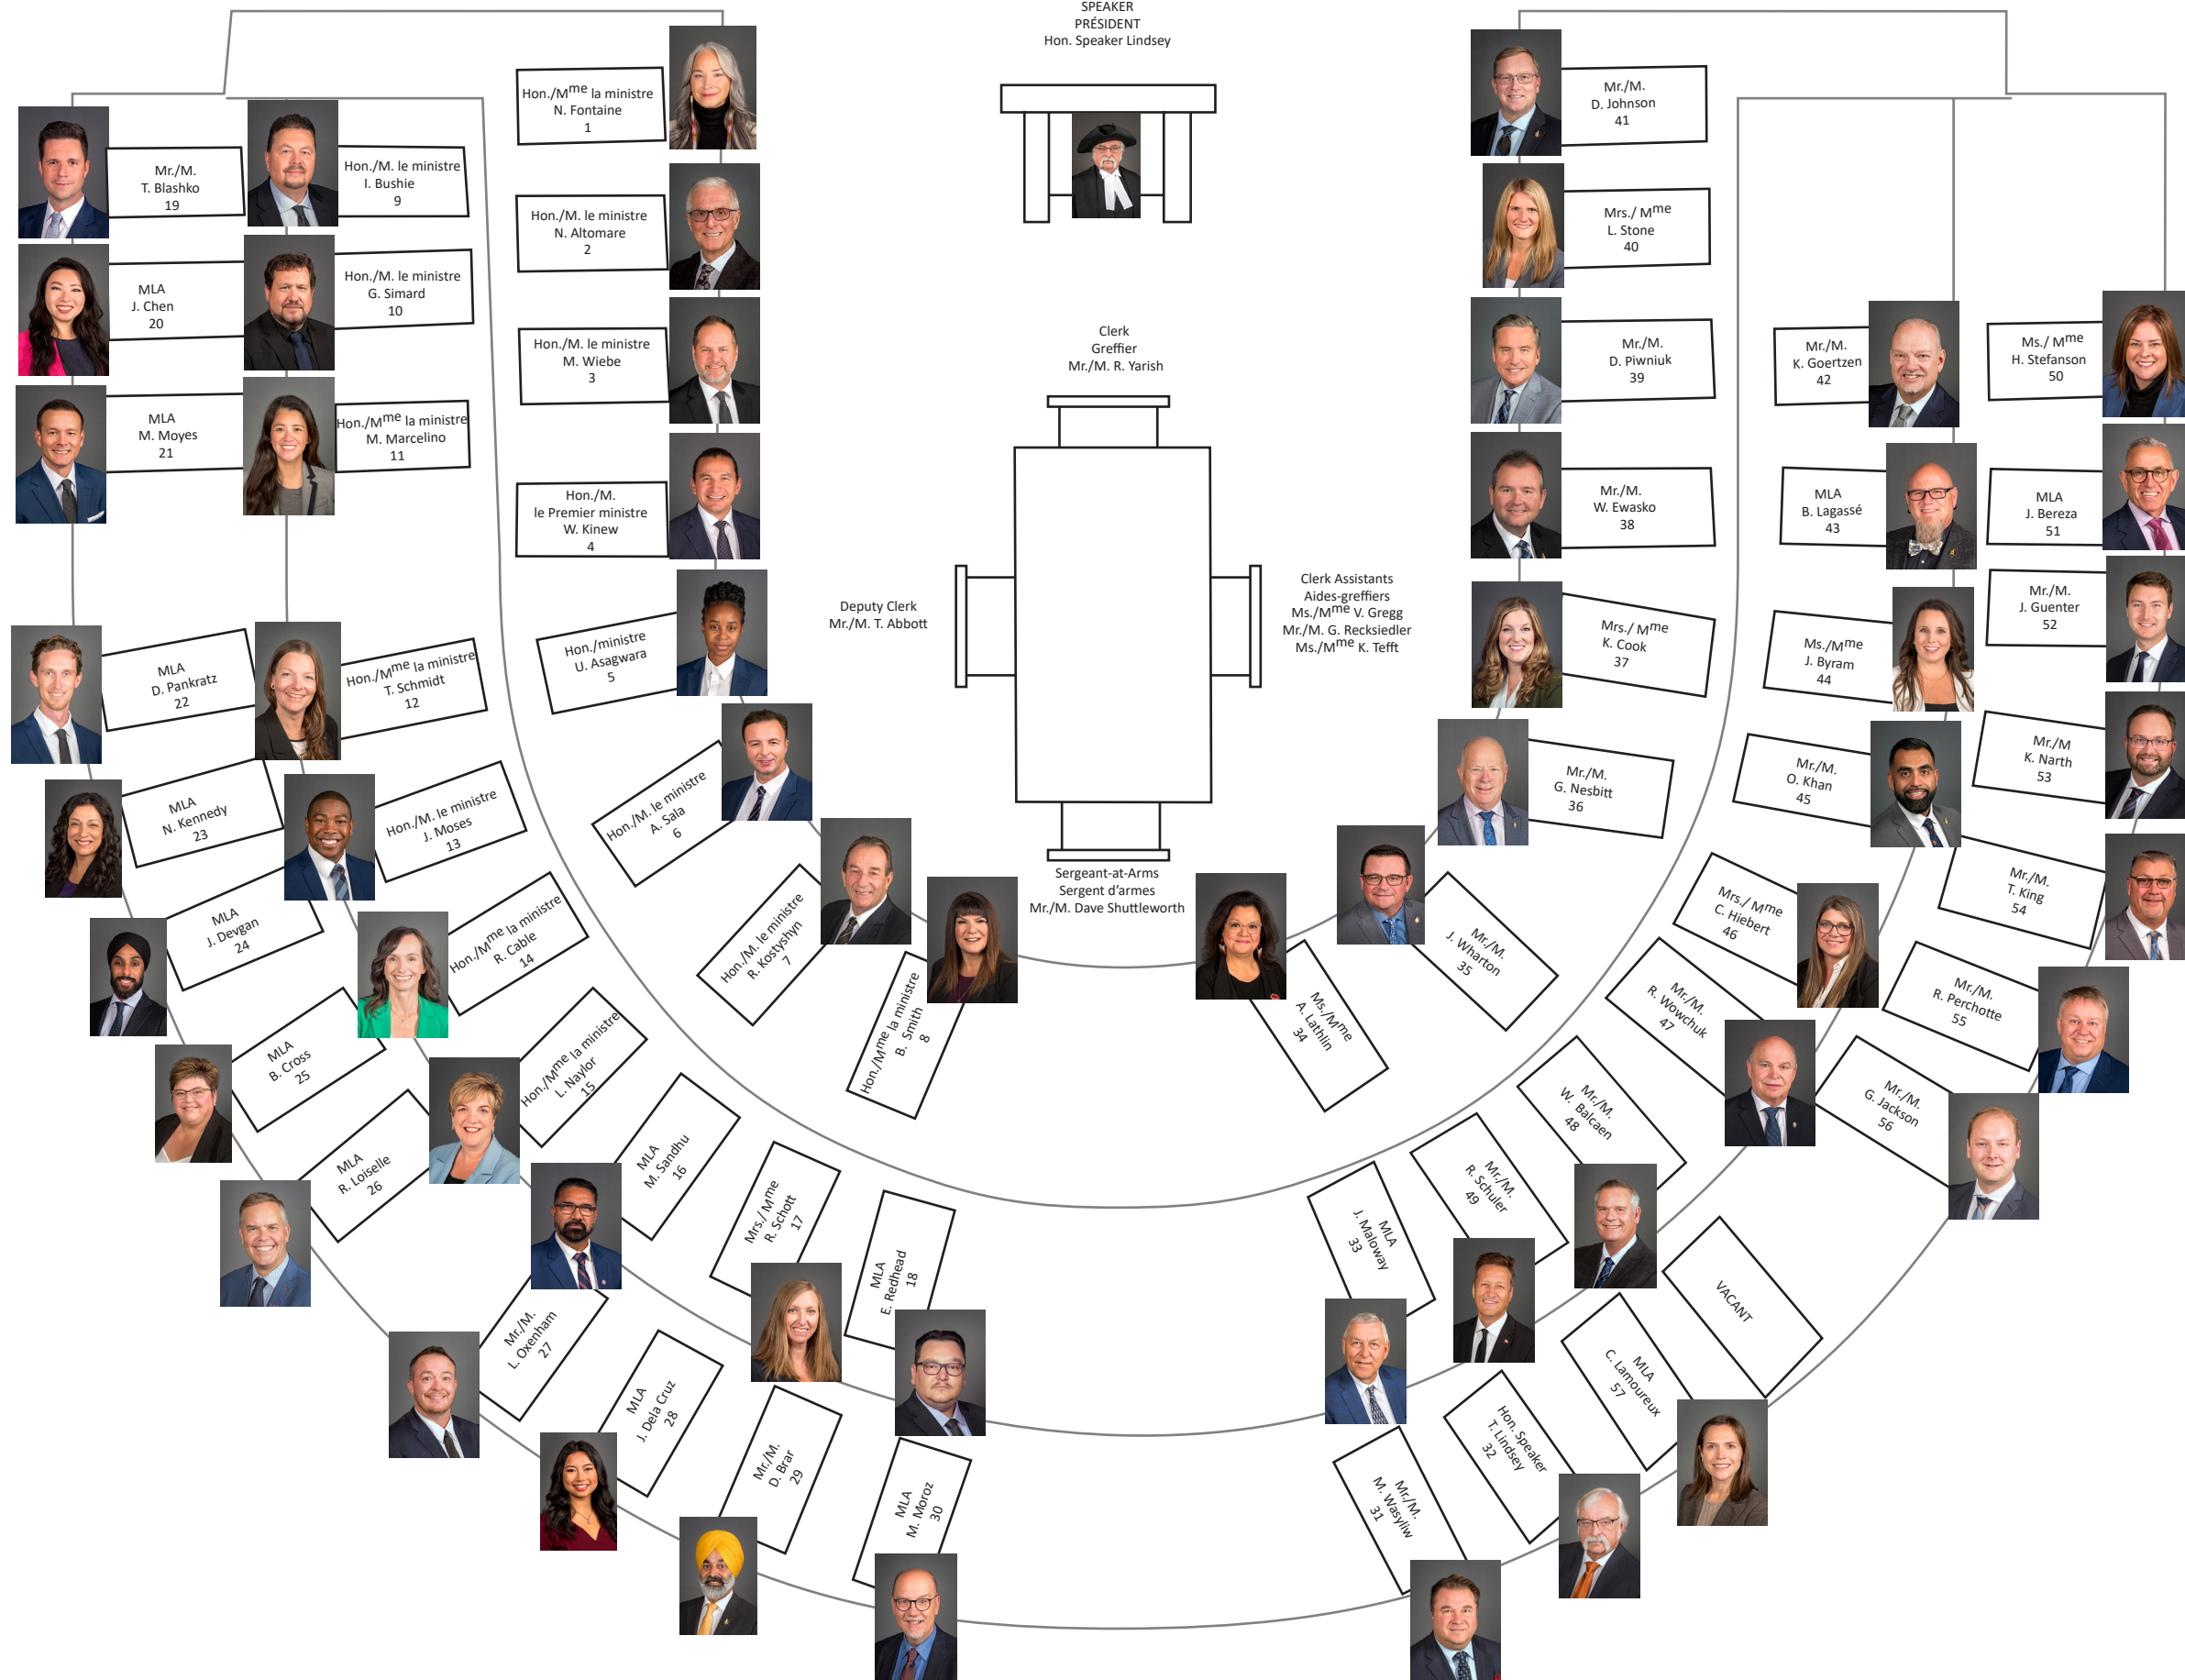 SPEAKER
PRÉSIDENT
Hon. Speaker Lindsey
Hon./Mme la ministre
N. Fontaine
1
Hon./M. le ministre
N. Altomare
2
Hon./M. le ministre
M. Wiebe
3
Hon./M.
le Premier ministre
W. Kinew
4
Hon./ministre
U. Asagwara
5
Hon./M. le ministre
A. Sala
6
Hon./M. le ministre
R. Kostyshyn
7
Hon./Mme la ministre
B. Smith
8
Hon./M. le ministre
I. Bushie
9
Hon./M. le ministre
G. Simard
10
Hon./Mme la ministre
M. Marcelino
11
Hon./Mme la ministre
T. Schmidt
12
Hon./M. le ministre
J. Moses
13
Hon./Mme la ministre
R. Cable
14
Hon./Mme la ministre
L. Naylor
15
MLA
M. Sandhu
16
Mrs./ Mme
R. Schott
17
MLA
E. Redhead
18
Mr./M.
T. Blashko
19
MLA
J. Chen
20
MLA
M. Moyes
21
MLA
D. Pankratz
22
MLA
N. Kennedy
23
MLA
J. Devgan
24
MLA
B. Cross
25
MLA
R. Loiselle
26
Mr./M.
L. Oxenham
27
MLA
J. Dela Cruz
28
Mr./M.
D. Brar
29
MLA
M. Moroz
30
Clerk
Greffier
Mr./M. R. Yarish
Deputy Clerk
Mr./M. T. Abbott
Clerk Assistants
Aides-greffiers
Ms./Mme V. Gregg
Mr./M. G. Recksiedler
Ms./Mme K. Tefft
Sergeant-at-Arms
Sergent d’armes
Mr./M. Dave Shuttleworth
Mr./M.
M. Wasyliw
31
Hon. Speaker
T. Lindsey
32
MLA
J. Maloway
33
Ms./Mme
A. Lathlin
34
Mr./M.
J. Wharton
35
Mr./M.
G. Nesbitt
36
Mrs./ Mme
K. Cook
37
Mr./M.
W. Ewasko
38
Mr./M.
D. Piwniuk
39
Mrs./ Mme
L. Stone
40
Mr./M.
D. Johnson
41
Mr./M.
K. Goertzen
42
MLA
B. Lagassé
43
Ms./Mme
J. Byram
44
Mr./M.
O. Khan
45
Mrs./ Mme
C. Hiebert
46
Mr./M.
R. Wowchuk
47
Mr./M.
W. Balcaen
48
Mr./M.
R. Schuler
49
Ms./ Mme
H. Stefanson
50
MLA
J. Bereza
51
Mr./M.
J. Guenter
52
Mr./M
K. Narth
53
Mr./M.
T. King
54
Mr./M.
R. Perchotte
55
Mr./M.
G. Jackson
56
VACANT
MLA
C. Lamoureux
57